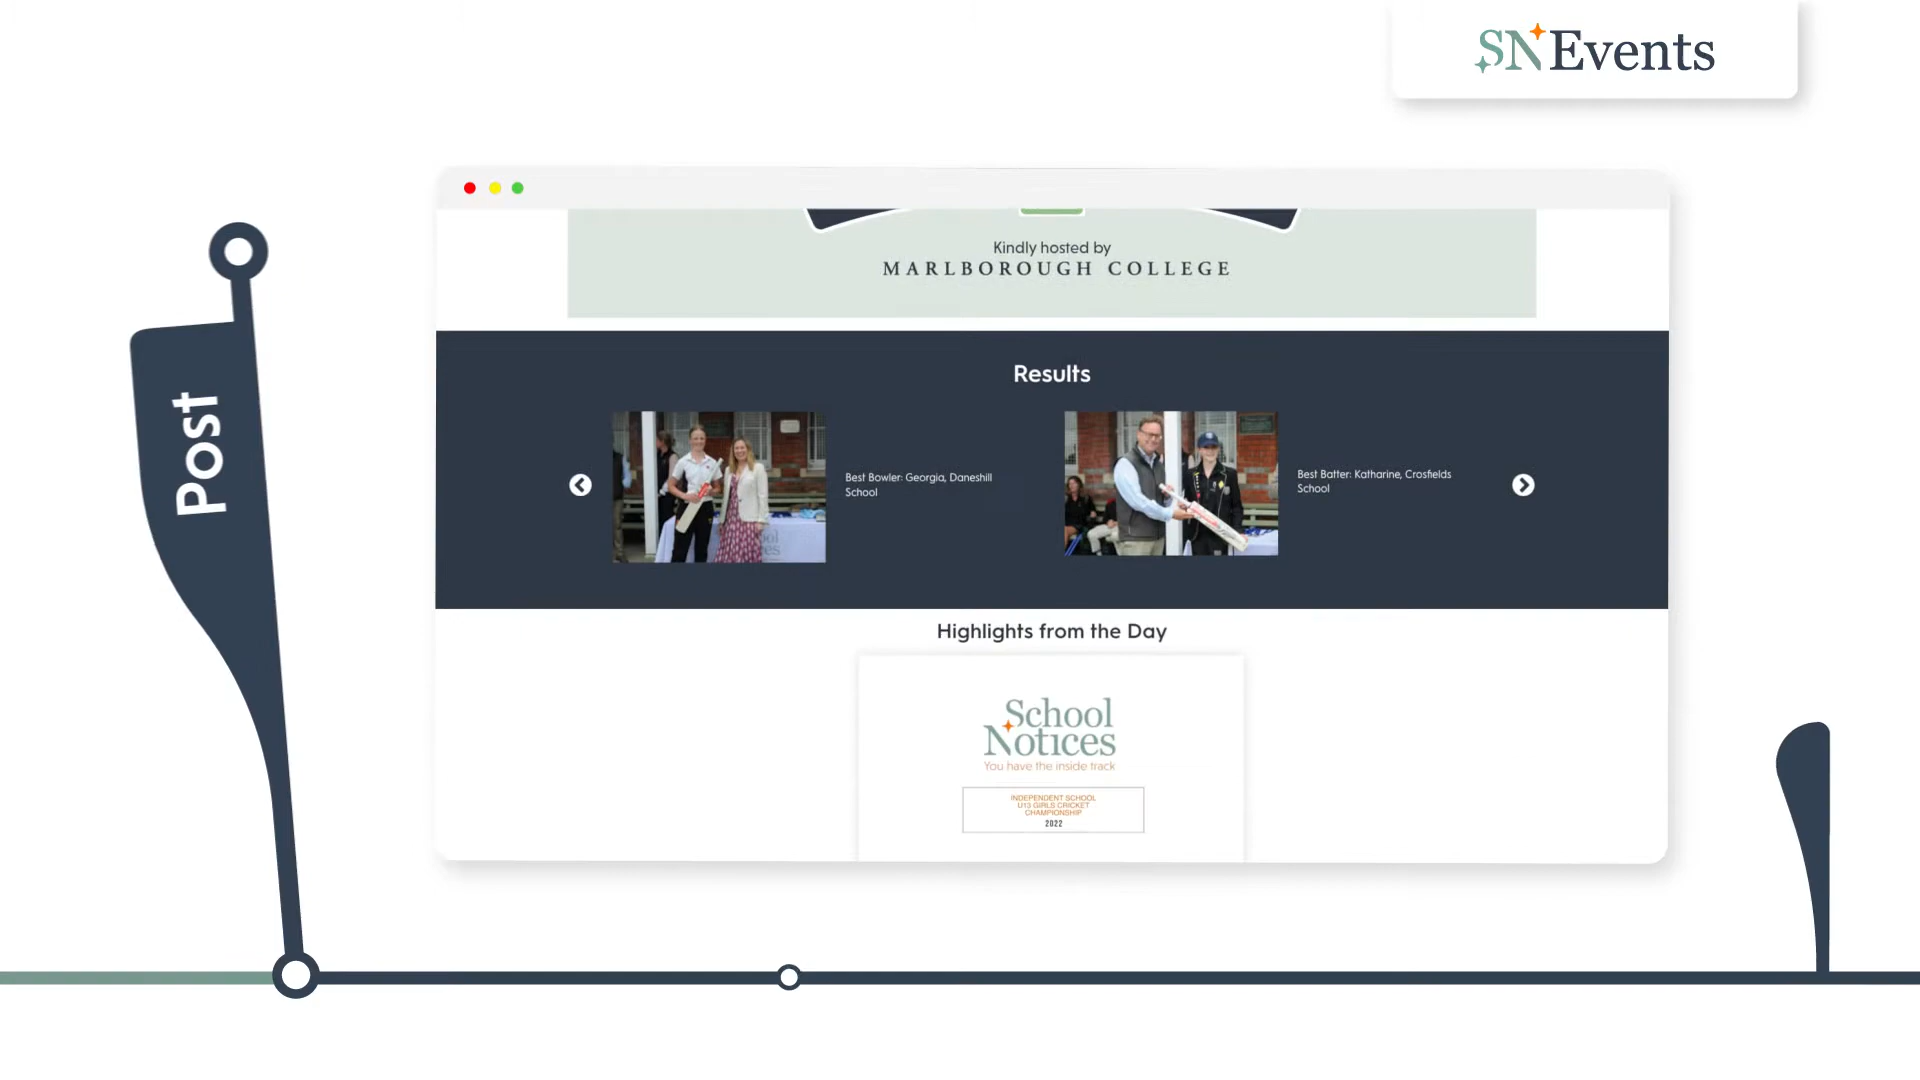 SN Events
Post
Kindly hosted by
MARLBOROUGH COLLEGE
Results
Best Bowler: Georgia, Daneshill
School
Best Batter: Katharine, Crosfields
School
Highlights from the Day
School
Notices
You have the inside track
INDEPENDENT SCHOOL
U13 GIRLS CRICKET
CHAMPIONSHIP
2022